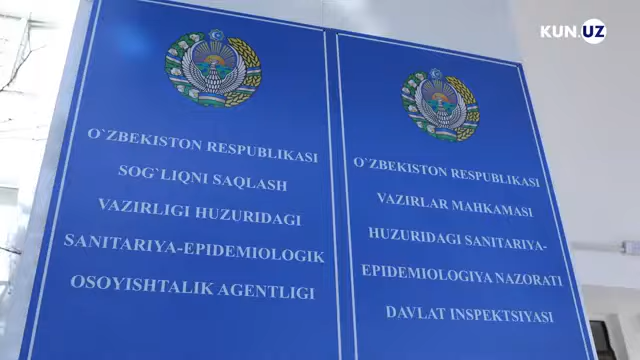 KUN.UZ
O`ZBEKISTON RESPUBLIKASI
SOG`LIQNI SAQLASH
VAZIRLIGI HUZURIDAGI
SANITARIYA-EPIDEMIOLOGIK
OSOYISHTALIK AGENTLIGI
O`ZBEKISTON RESPUBLIKASI
VAZIRLAR MAHKAMASI
HUZURIDAGI SANITARIYA-
EPIDEMIOLOGIYA NAZORATI
DAVLAT INSPEKTSIYASI